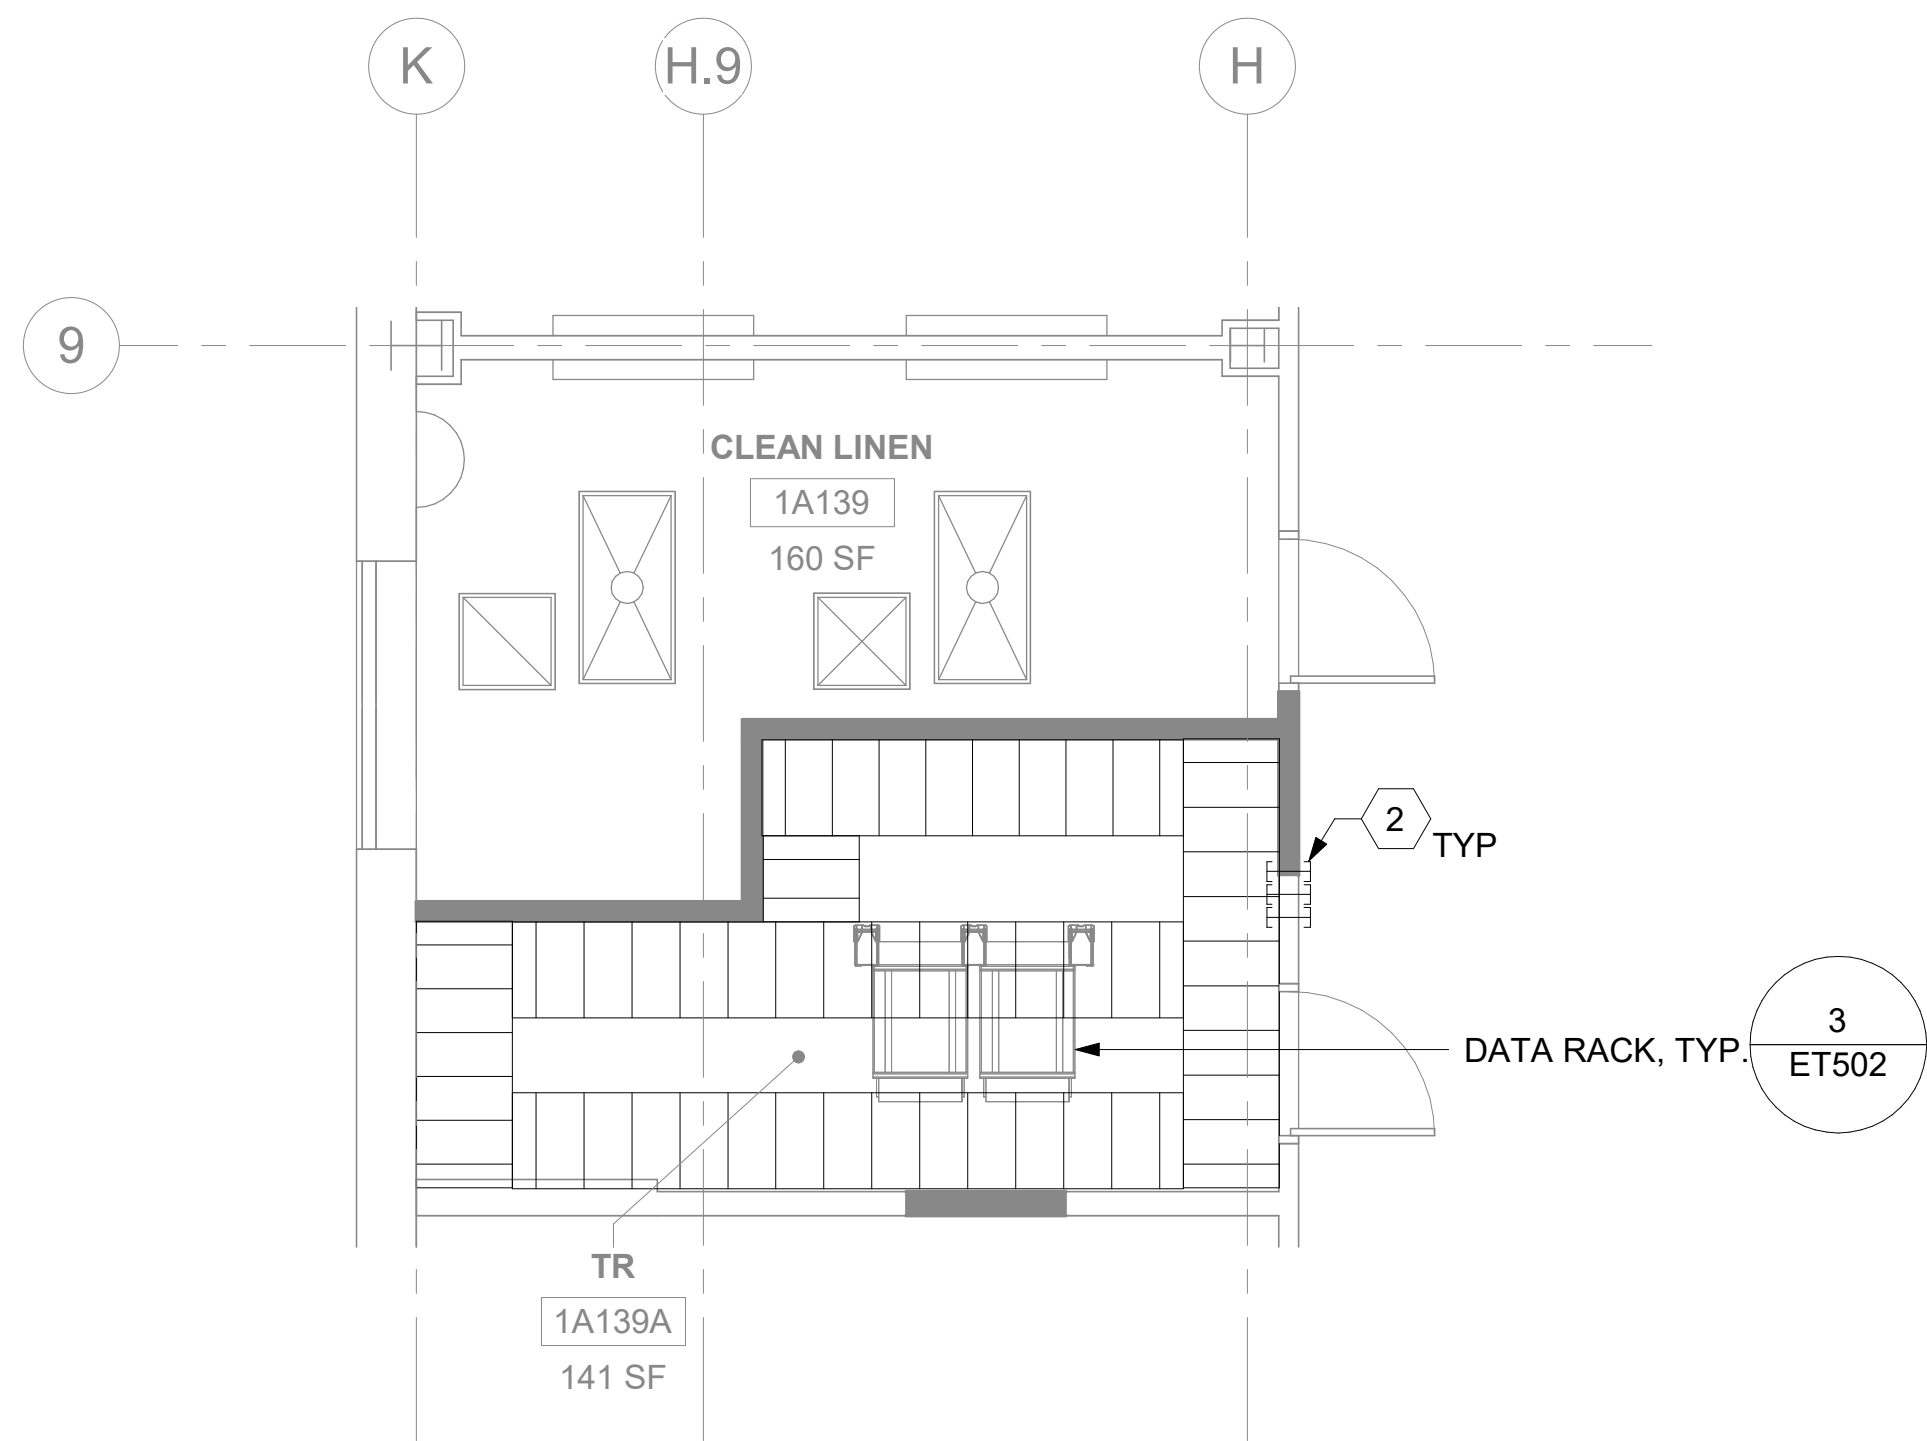 K
H.9
H
9
CLEAN LINEN
1A139
160 SF
2
TYP
DATA RACK, TYP.
3
ET502
TR
1A139A
141 SF